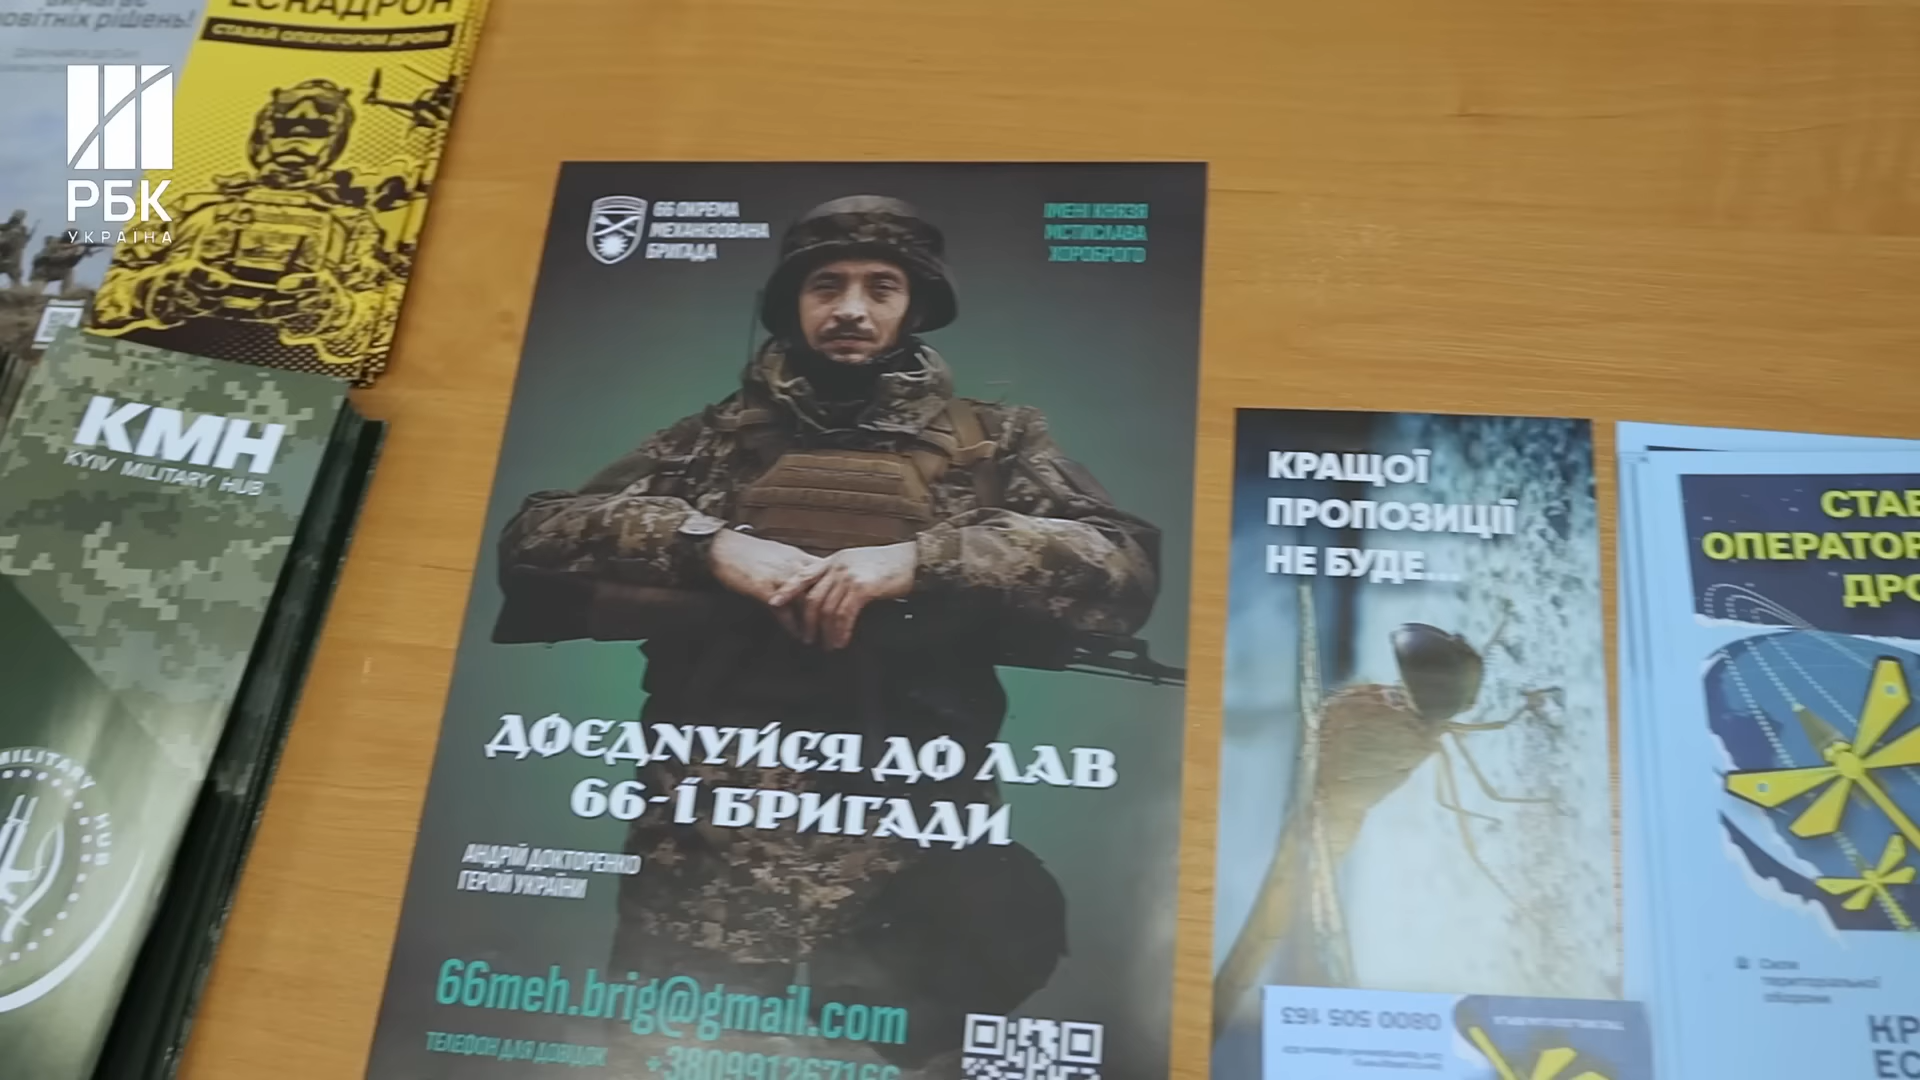 РБК
УКРАЇНА
ЕСКАДРОН
СТАВАЙ ОПЕРАТОРОМ ДРОНІВ
KMH
KYIV MILITARY HUB
MILITARY HUB
66 ОКРЕМА
МЕХАНІЗОВАНА
БРИГАДА
ІМЕНІ КНЯЗЯ
МСТИСЛАВА
ХОРОБРОГО
ДОЄДНУЙСЯ ДО ЛАВ
66-Ї БРИГАДИ
АНДРІЙ ДОКТОРЕНКО
ГЕРОЙ УКРАЇНИ
66meh.brig@gmail.com
ТЕЛЕФОН ДЛЯ ДОВІДОК
КРАЩОЇ
ПРОПОЗИЦІЇ
НЕ БУДЕ...
0800 505 163
СТАВ
ОПЕРАТОР
ДРО
Сили
територіальної
оборони
КР
ЕС